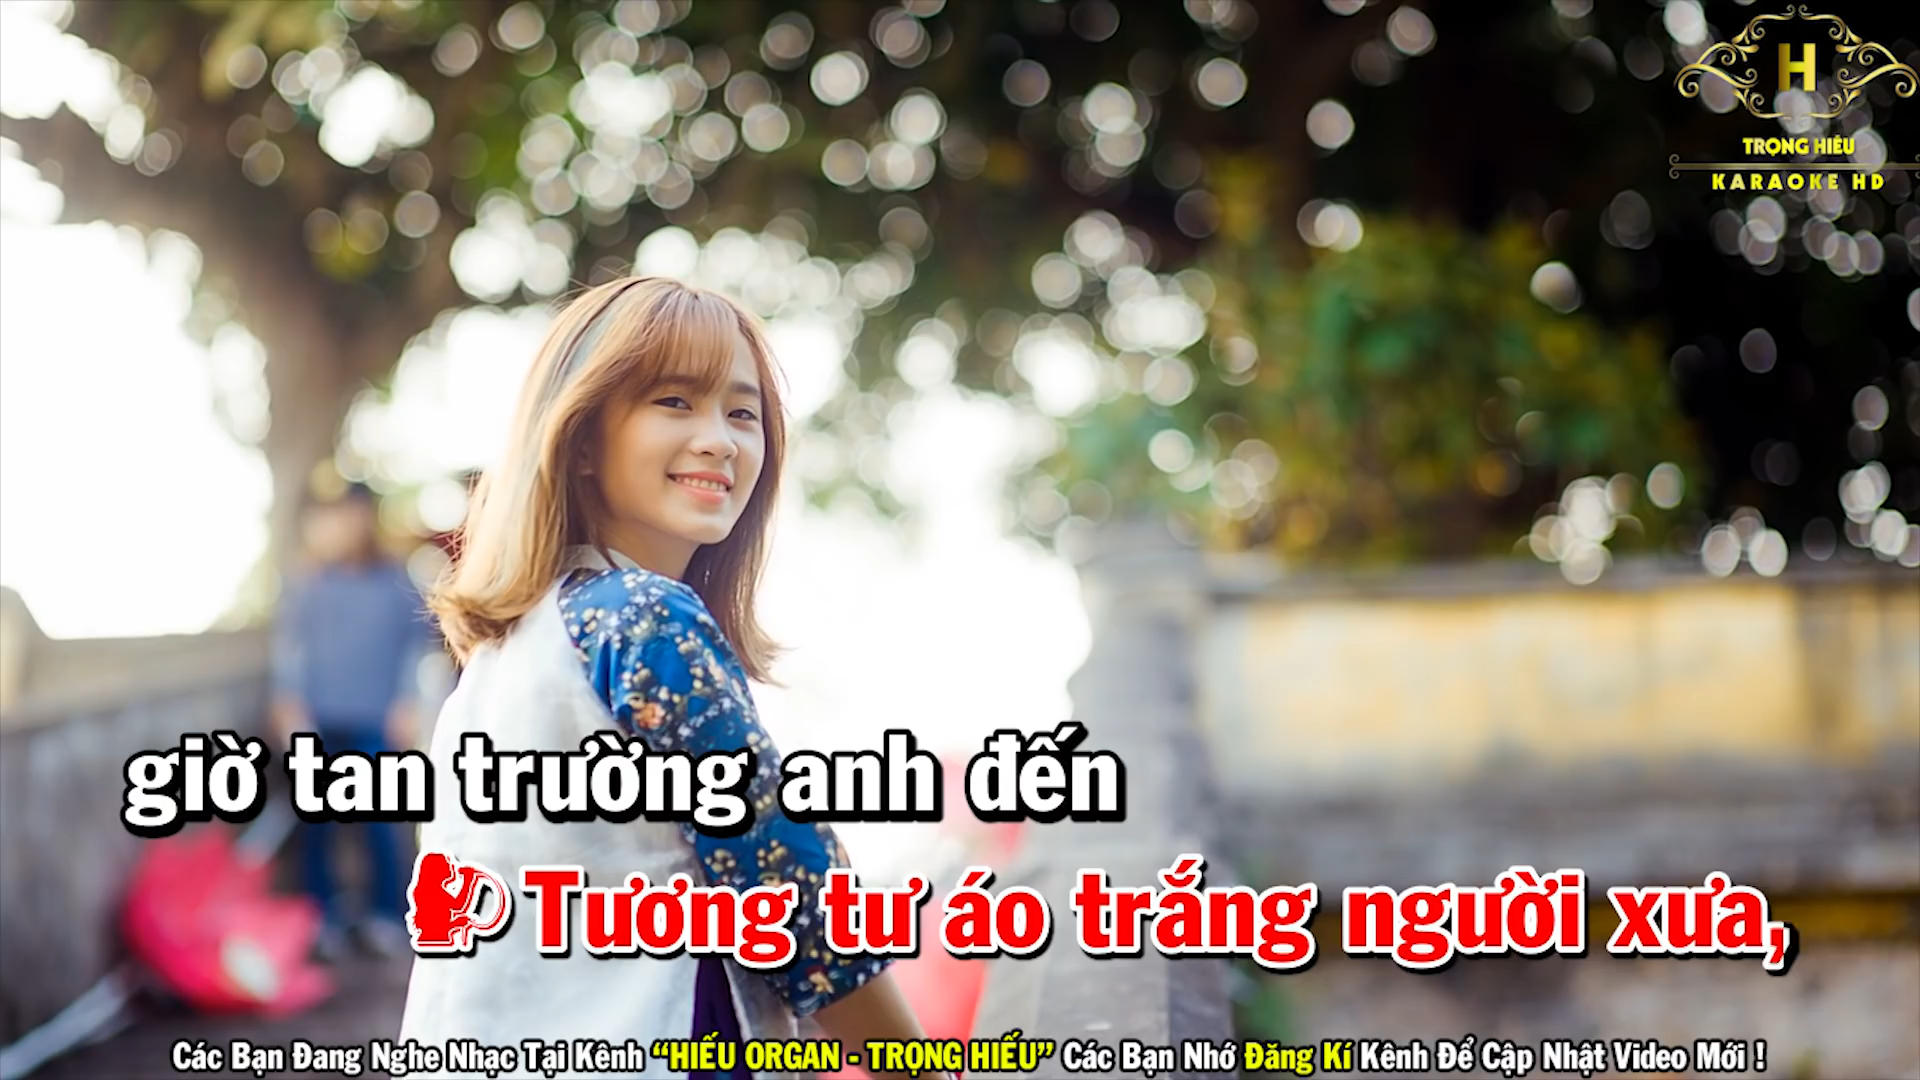 H
TRỌNG HIẾU
KARAOKE HD
giờ tan trường anh đến
Tương tư áo trắng người xưa,
Các Bạn Đang Nghe Nhạc Tại Kênh “HIẾU ORGAN - TRỌNG HIẾU” Các Bạn Nhớ Đăng Kí Kênh Để Cập Nhật Video Mới !